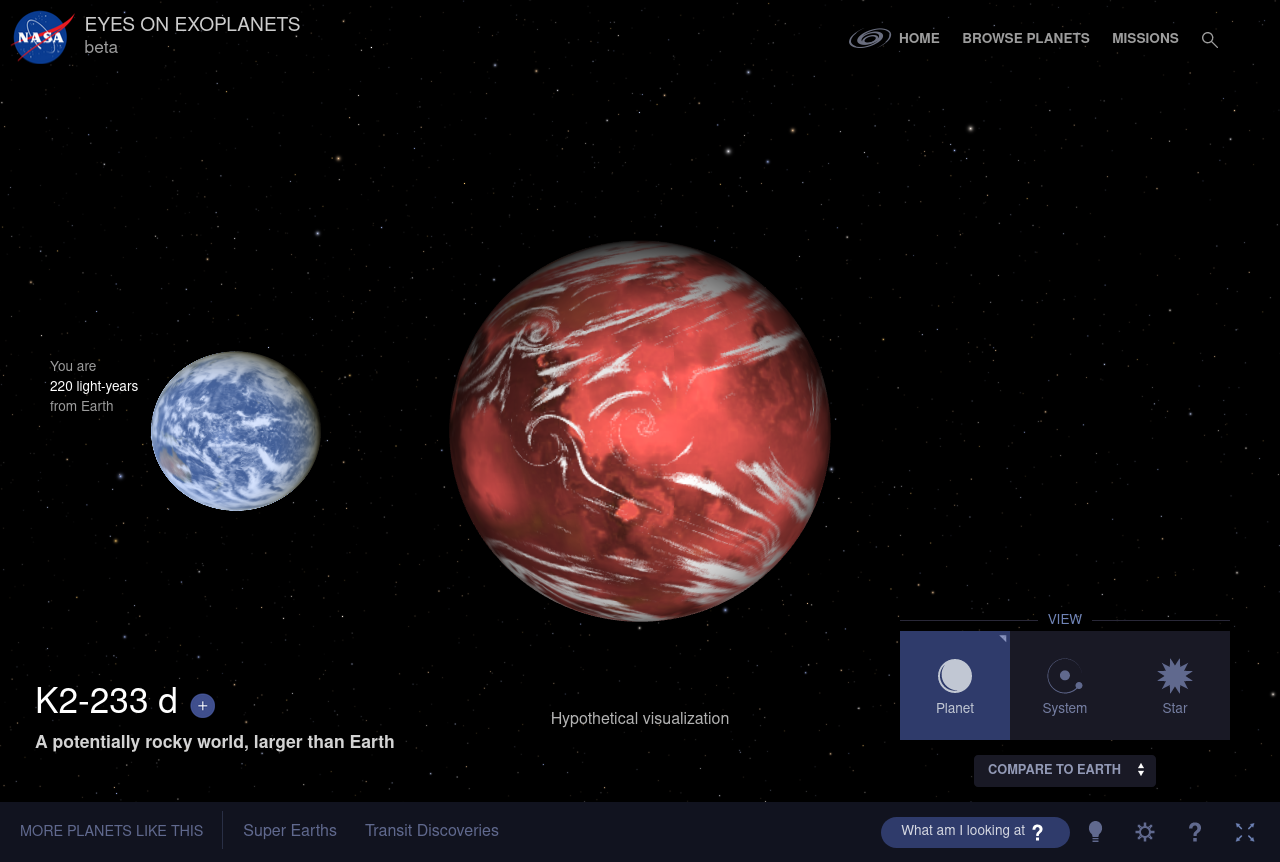 NASA
EYES ON EXOPLANETS
beta
HOME
BROWSE PLANETS
MISSIONS
You are
220 light-years
from Earth
K2-233 d
+
A potentially rocky world, larger than Earth
Hypothetical visualization
VIEW
Planet
System
Star
COMPARE TO EARTH
MORE PLANETS LIKE THIS
Super Earths
Transit Discoveries
What am I looking at ?
?